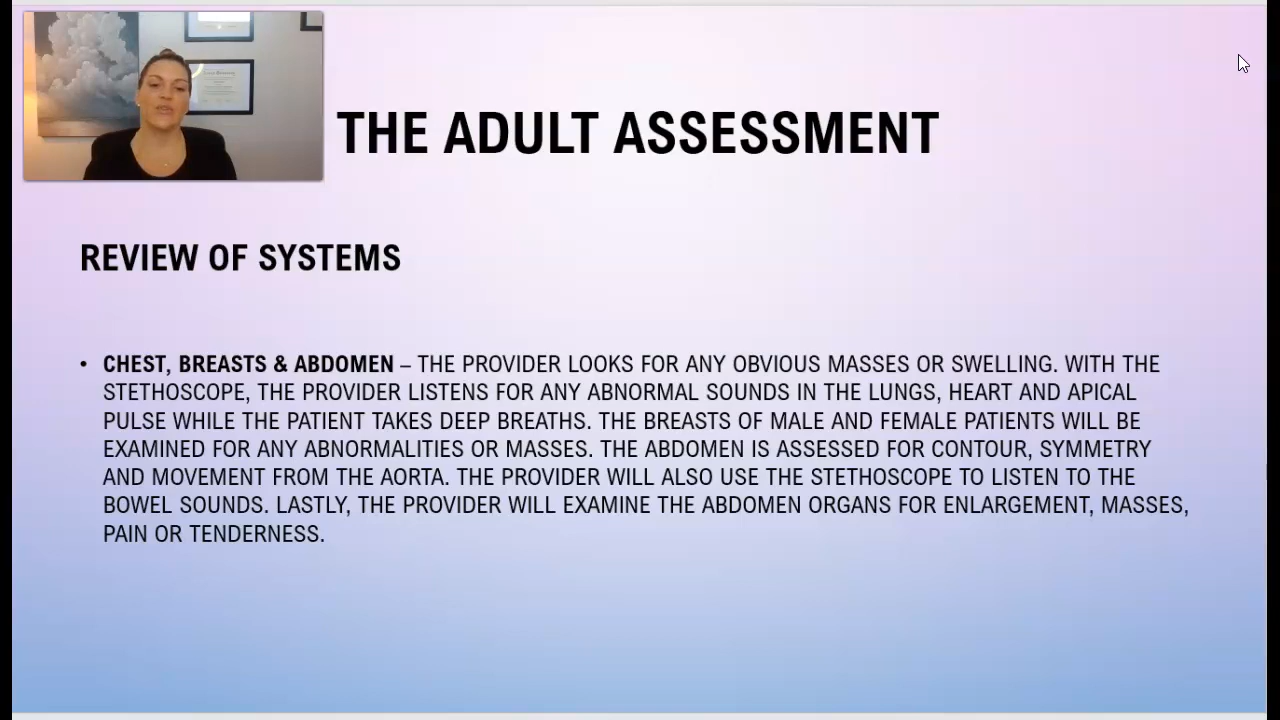 THE ADULT ASSESSMENT
REVIEW OF SYSTEMS
• CHEST, BREASTS & ABDOMEN – THE PROVIDER LOOKS FOR ANY OBVIOUS MASSES OR SWELLING. WITH THE
STETHOSCOPE, THE PROVIDER LISTENS FOR ANY ABNORMAL SOUNDS IN THE LUNGS, HEART AND APICAL
PULSE WHILE THE PATIENT TAKES DEEP BREATHS. THE BREASTS OF MALE AND FEMALE PATIENTS WILL BE
EXAMINED FOR ANY ABNORMALITIES OR MASSES. THE ABDOMEN IS ASSESSED FOR CONTOUR, SYMMETRY
AND MOVEMENT FROM THE AORTA. THE PROVIDER WILL ALSO USE THE STETHOSCOPE TO LISTEN TO THE
BOWEL SOUNDS. LASTLY, THE PROVIDER WILL EXAMINE THE ABDOMEN ORGANS FOR ENLARGEMENT, MASSES,
PAIN OR TENDERNESS.